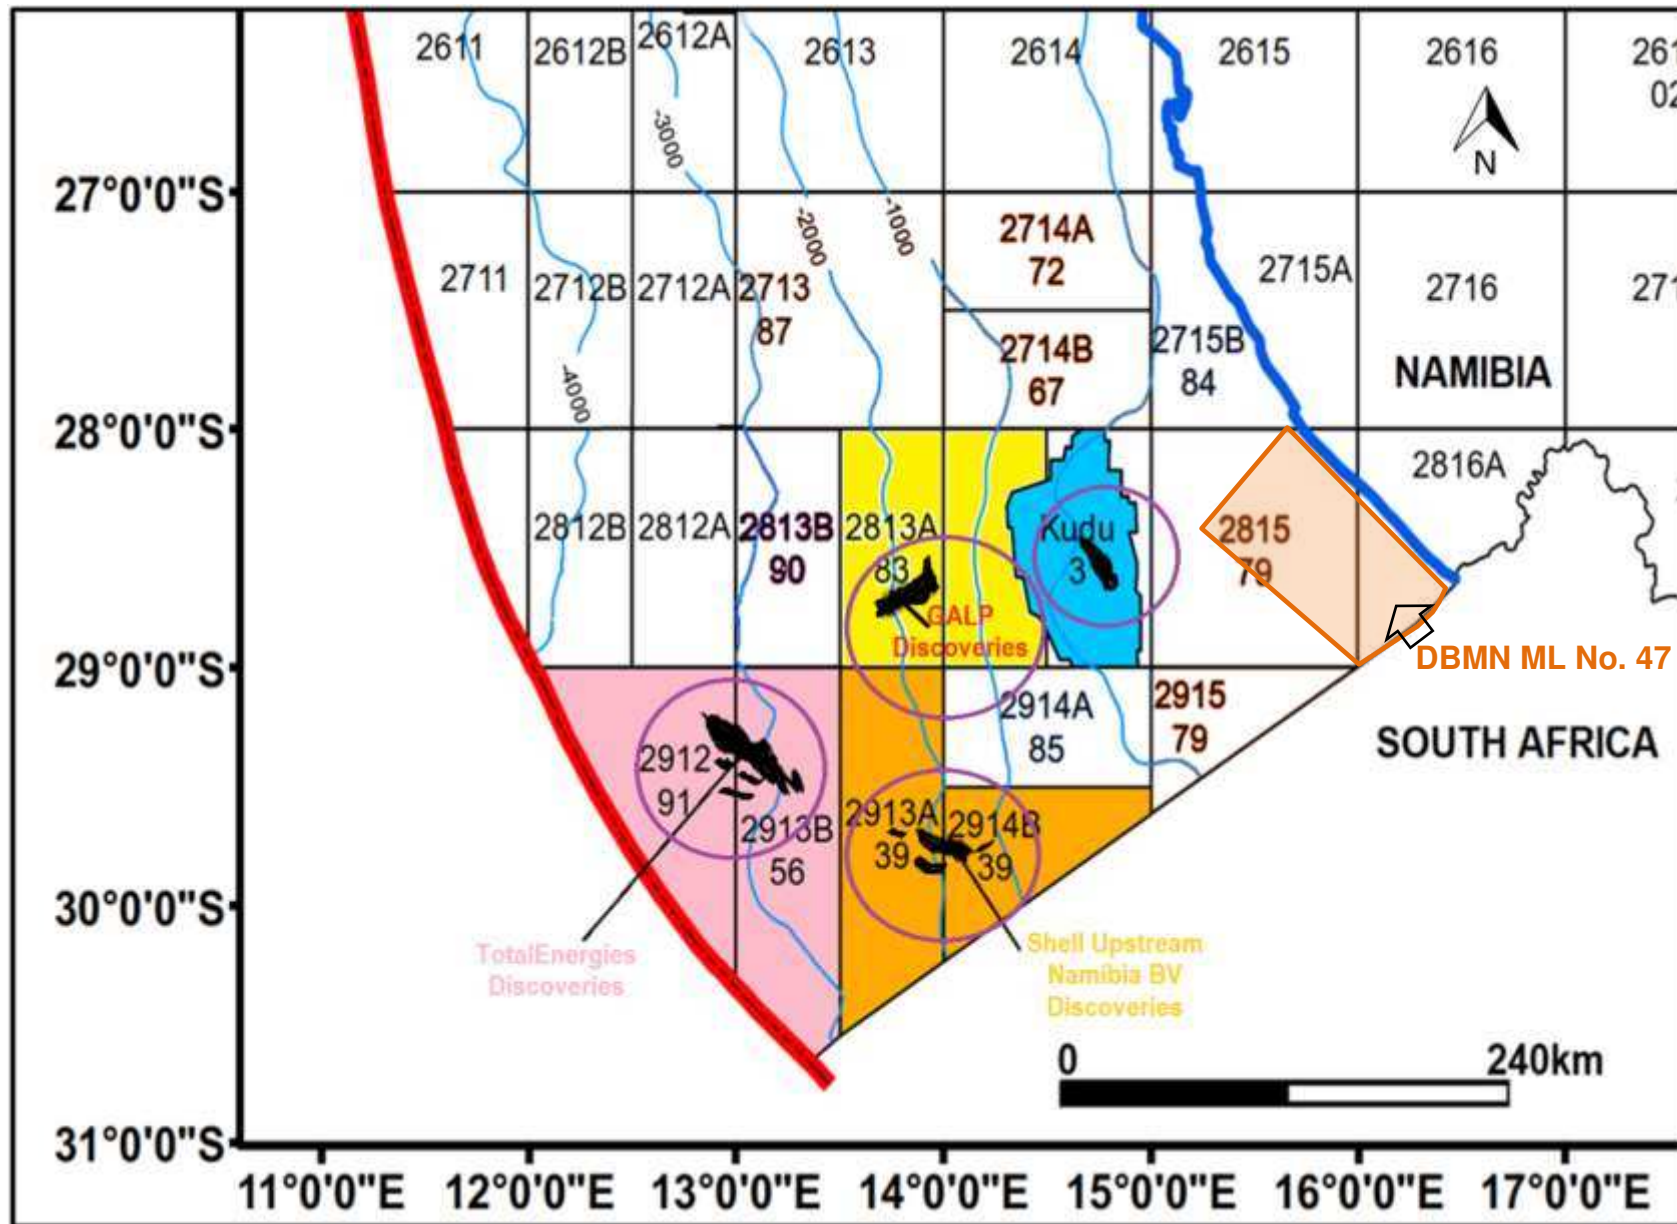 2611
2612B
2612A
2613
2614
2615
2616
N
-3000
27°0'0"S
-2000
-1000
2714A
72
2711
2712B
2712A
2713
87
2715A
2716
2714B
67
2715B
84
-4000
NAMIBIA
28°0'0"S
2816A
2812B
2812A
2813B
90
2813A
83
Kudu
3
2815
79
GALP
Discoveries
29°0'0"S
DBMN ML No. 47
2914A
85
2915
79
SOUTH AFRICA
2912
91
2913B
56
2913A
39
2914B
39
30°0'0"S
TotalEnergies
Discoveries
Shell Upstream
Namibia BV
Discoveries
0
240km
31°0'0"S
11°0'0"E
12°0'0"E
13°0'0"E
14°0'0"E
15°0'0"E
16°0'0"E
17°0'0"E